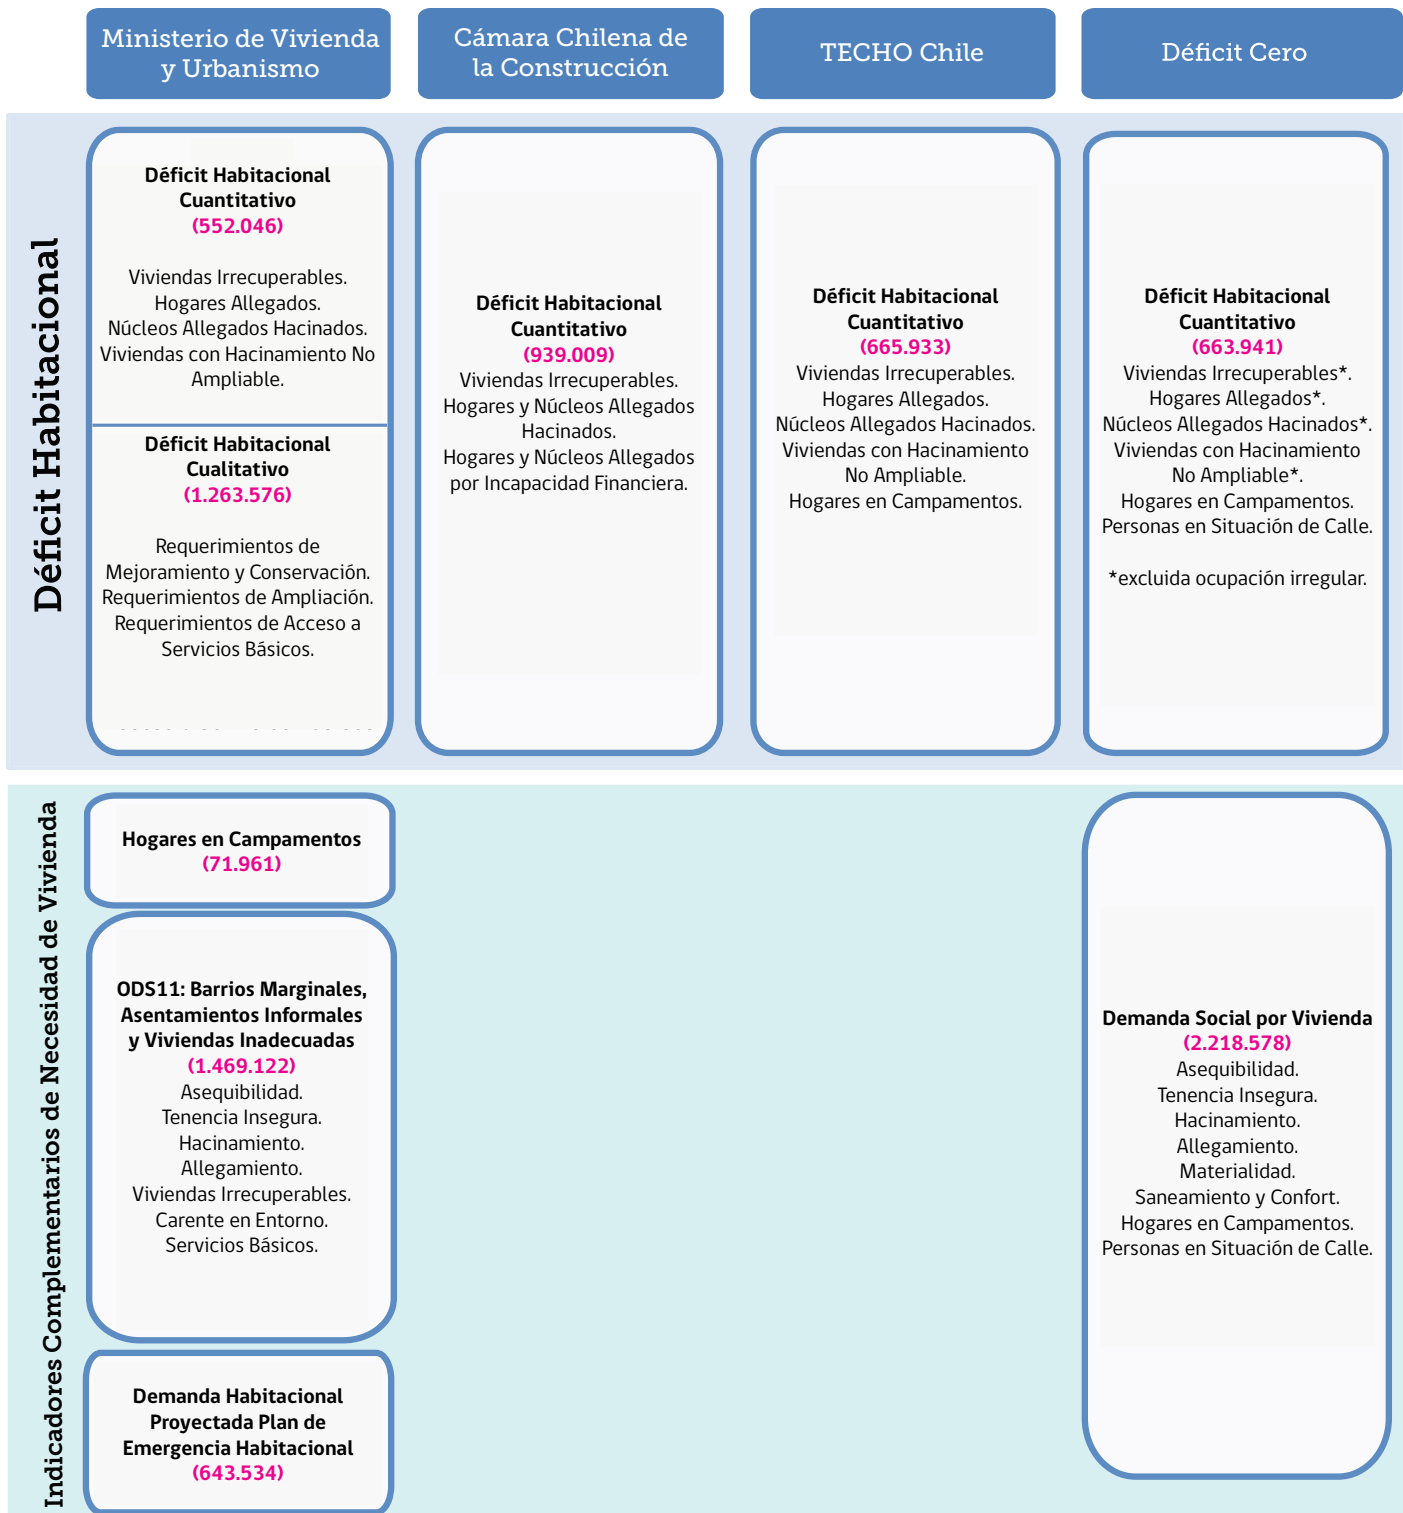 Ministerio de Vivienda
y Urbanismo
Cámara Chilena de
la Construcción
TECHO Chile
Déficit Cero
Déficit Habitacional
Déficit Habitacional
Cuantitativo
(552.046)
Viviendas Irrecuperables.
Hogares Allegados.
Núcleos Allegados Hacinados.
Viviendas con Hacinamiento No
Ampliable.
Déficit Habitacional
Cualitativo
(1.263.576)
Requerimientos de
Mejoramiento y Conservación.
Requerimientos de Ampliación.
Requerimientos de Acceso a
Servicios Básicos.
Déficit Habitacional
Cuantitativo
(939.009)
Viviendas Irrecuperables.
Hogares y Núcleos Allegados
Hacinados.
Hogares y Núcleos Allegados
por Incapacidad Financiera.
Déficit Habitacional
Cuantitativo
(665.933)
Viviendas Irrecuperables.
Hogares Allegados.
Núcleos Allegados Hacinados.
Viviendas con Hacinamiento
No Ampliable.
Hogares en Campamentos.
Déficit Habitacional
Cuantitativo
(663.941)
Viviendas Irrecuperables*.
Hogares Allegados*.
Núcleos Allegados Hacinados*.
Viviendas con Hacinamiento
No Ampliable*.
Hogares en Campamentos.
Personas en Situación de Calle.
*excluida ocupación irregular.
Indicadores Complementarios de Necesidad de Vivienda
Hogares en Campamentos
(71.961)
ODS11: Barrios Marginales,
Asentamientos Informales
y Viviendas Inadecuadas
(1.469.122)
Asequibilidad.
Tenencia Insegura.
Hacinamiento.
Allegamiento.
Viviendas Irrecuperables.
Carente en Entorno.
Servicios Básicos.
Demanda Habitacional
Proyectada Plan de
Emergencia Habitacional
(643.534)
Demanda Social por Vivienda
(2.218.578)
Asequibilidad.
Tenencia Insegura.
Hacinamiento.
Allegamiento.
Materialidad.
Saneamiento y Confort.
Hogares en Campamentos.
Personas en Situación de Calle.